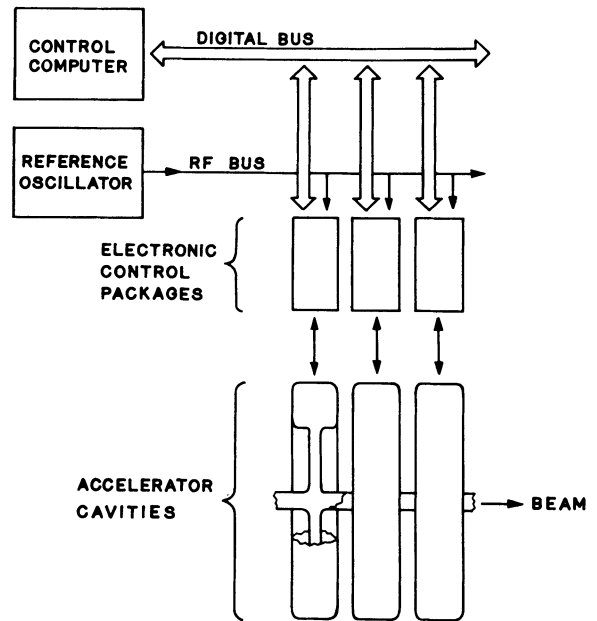 CONTROL
COMPUTER
DIGITAL BUS
REFERENCE
OSCILLATOR
RF BUS
ELECTRONIC
CONTROL
PACKAGES
ACCELERATOR
CAVITIES
BEAM